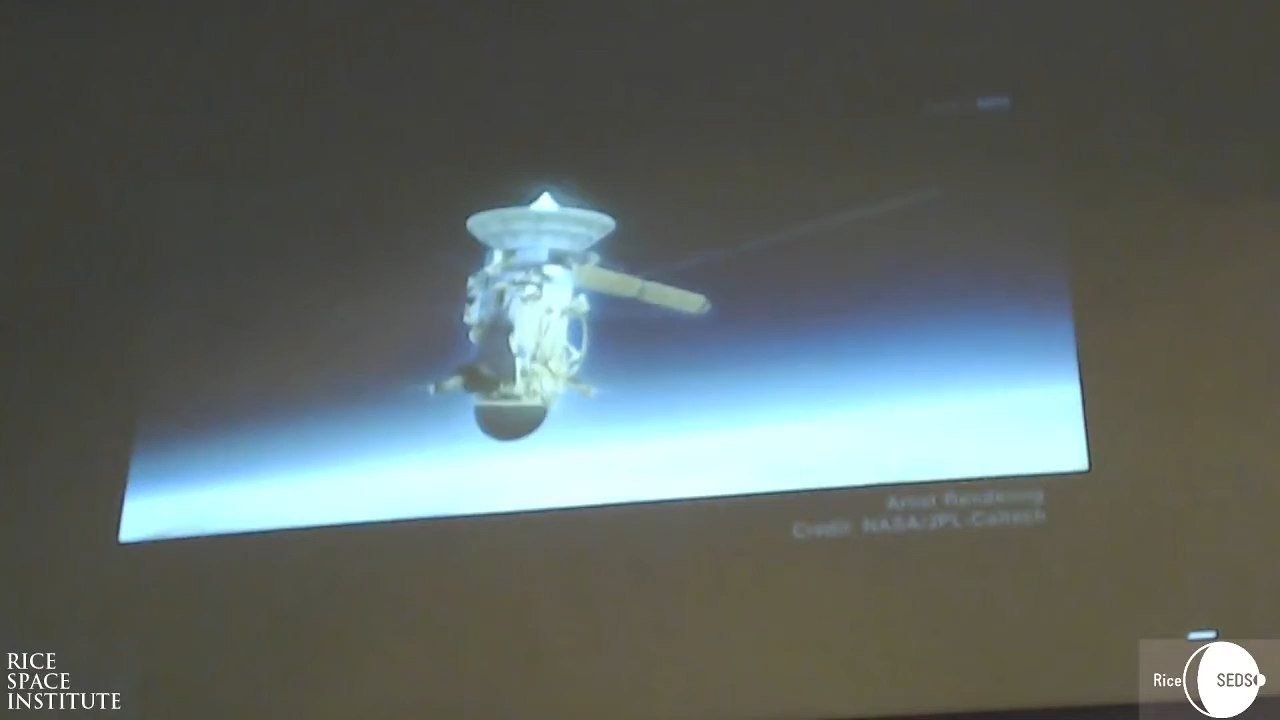 Artist Rendering
Credit: NASA/JPL-Caltech
RICE
SPACE
INSTITUTE
Rice SEDS